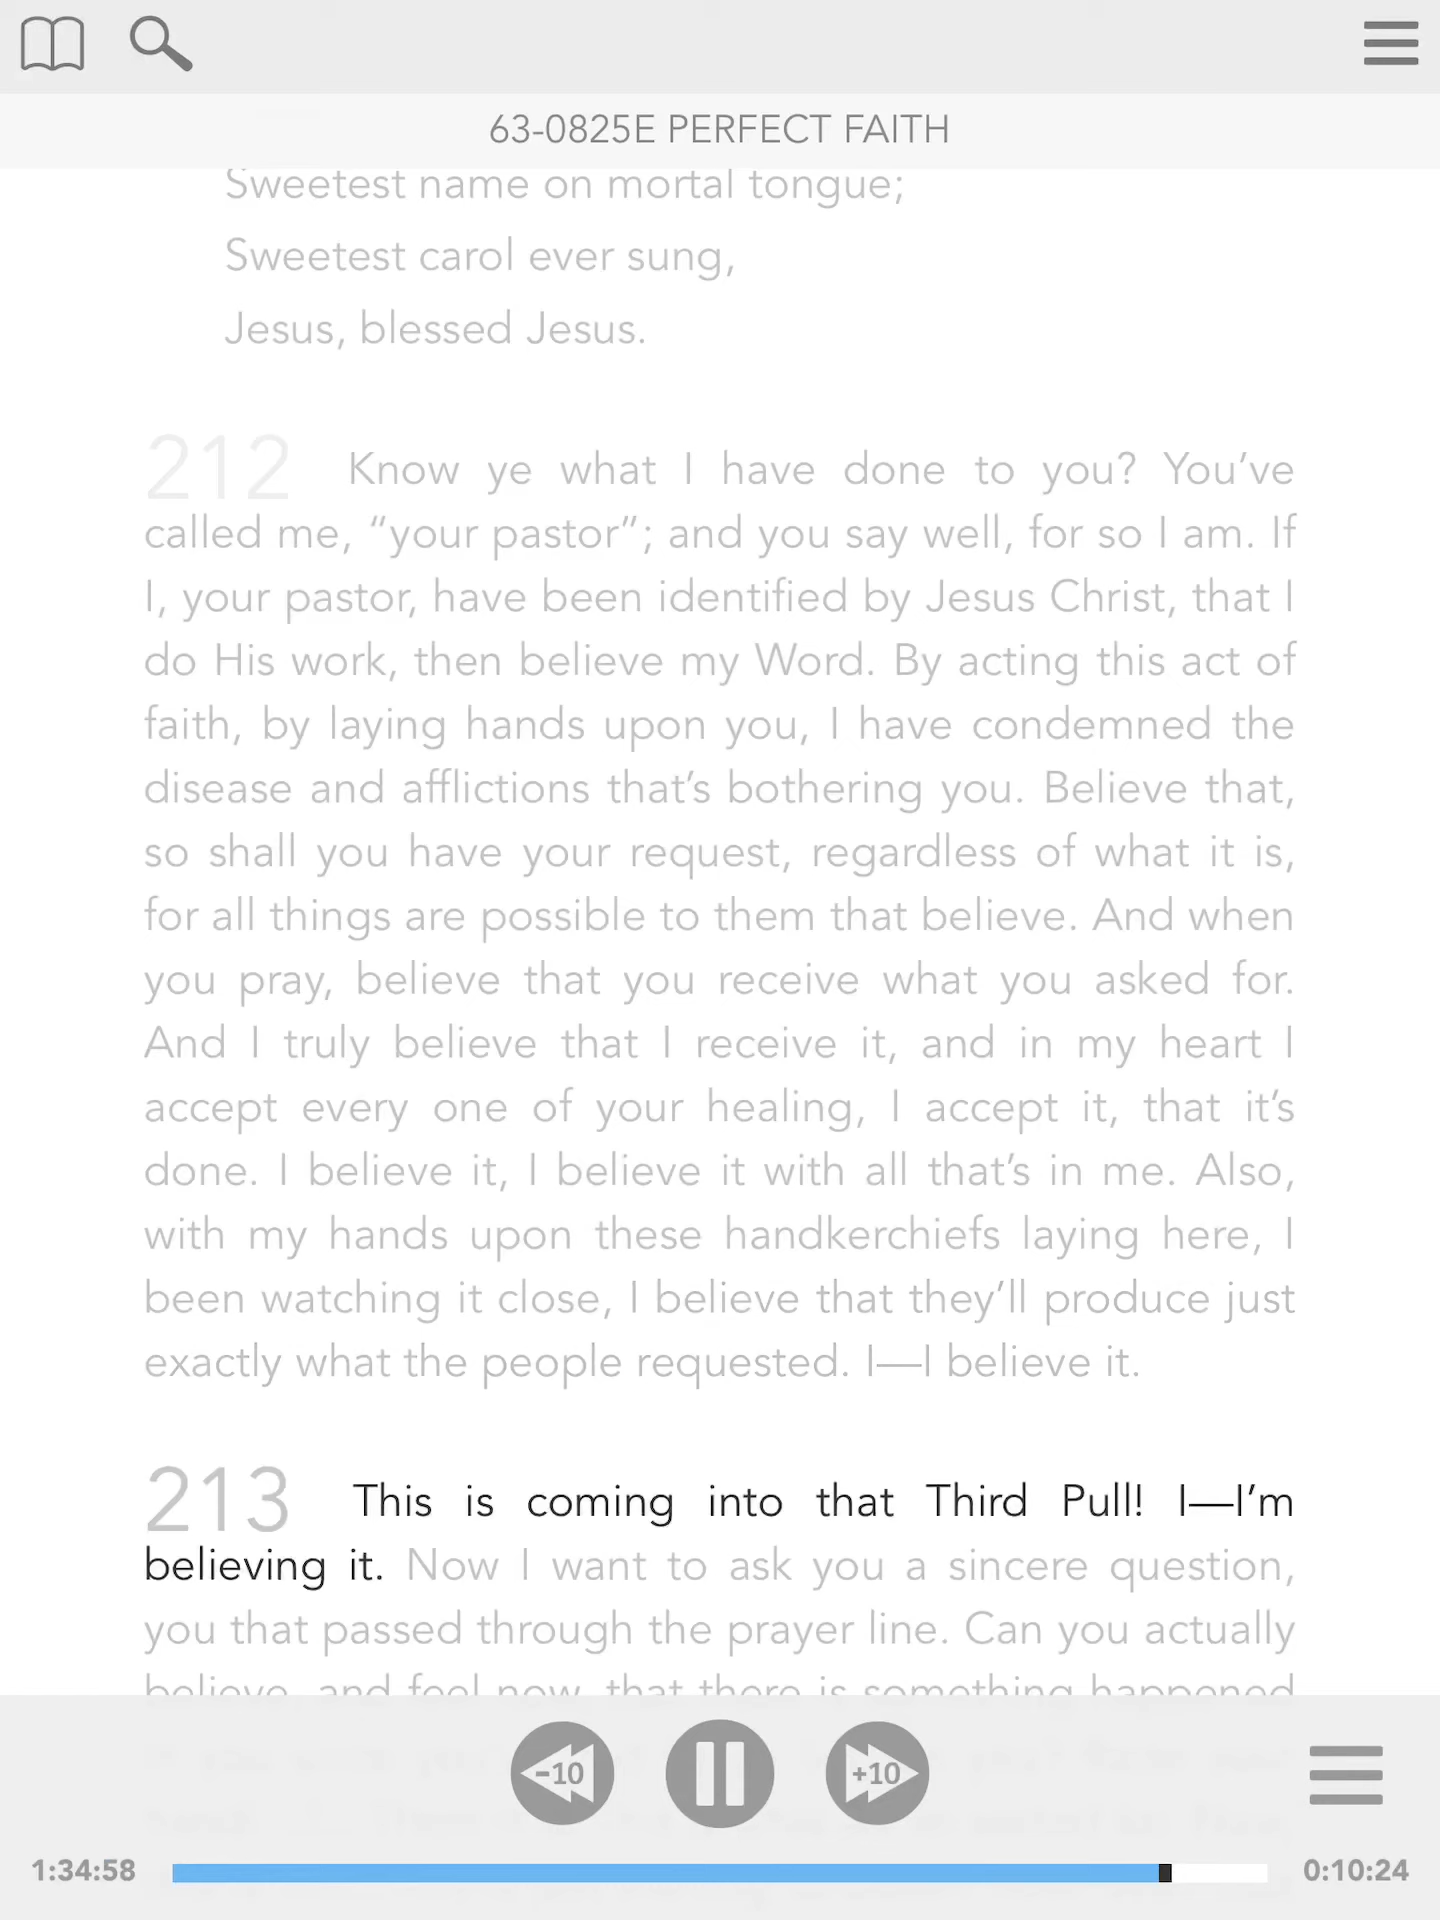 63-0825E PERFECT FAITH
Sweetest name on mortal tongue;
Sweetest carol ever sung,
Jesus, blessed Jesus.
212 Know ye what I have done to you? You’ve
called me, “your pastor”; and you say well, for so I am. If
I, your pastor, have been identified by Jesus Christ, that I
do His work, then believe my Word. By acting this act of
faith, by laying hands upon you, I have condemned the
disease and afflictions that’s bothering you. Believe that,
so shall you have your request, regardless of what it is,
for all things are possible to them that believe. And when
you pray, believe that you receive what you asked for.
And I truly believe that I receive it, and in my heart I
accept every one of your healing, I accept it, that it’s
done. I believe it, I believe it with all that’s in me. Also,
with my hands upon these handkerchiefs laying here, I
been watching it close, I believe that they’ll produce just
exactly what the people requested. I—I believe it.
213 This is coming into that Third Pull! I—I’m
believing it. Now I want to ask you a sincere question,
you that passed through the prayer line. Can you actually
believe, and feel now, that there is something happened
-10 +10
1:34:58 0:10:24